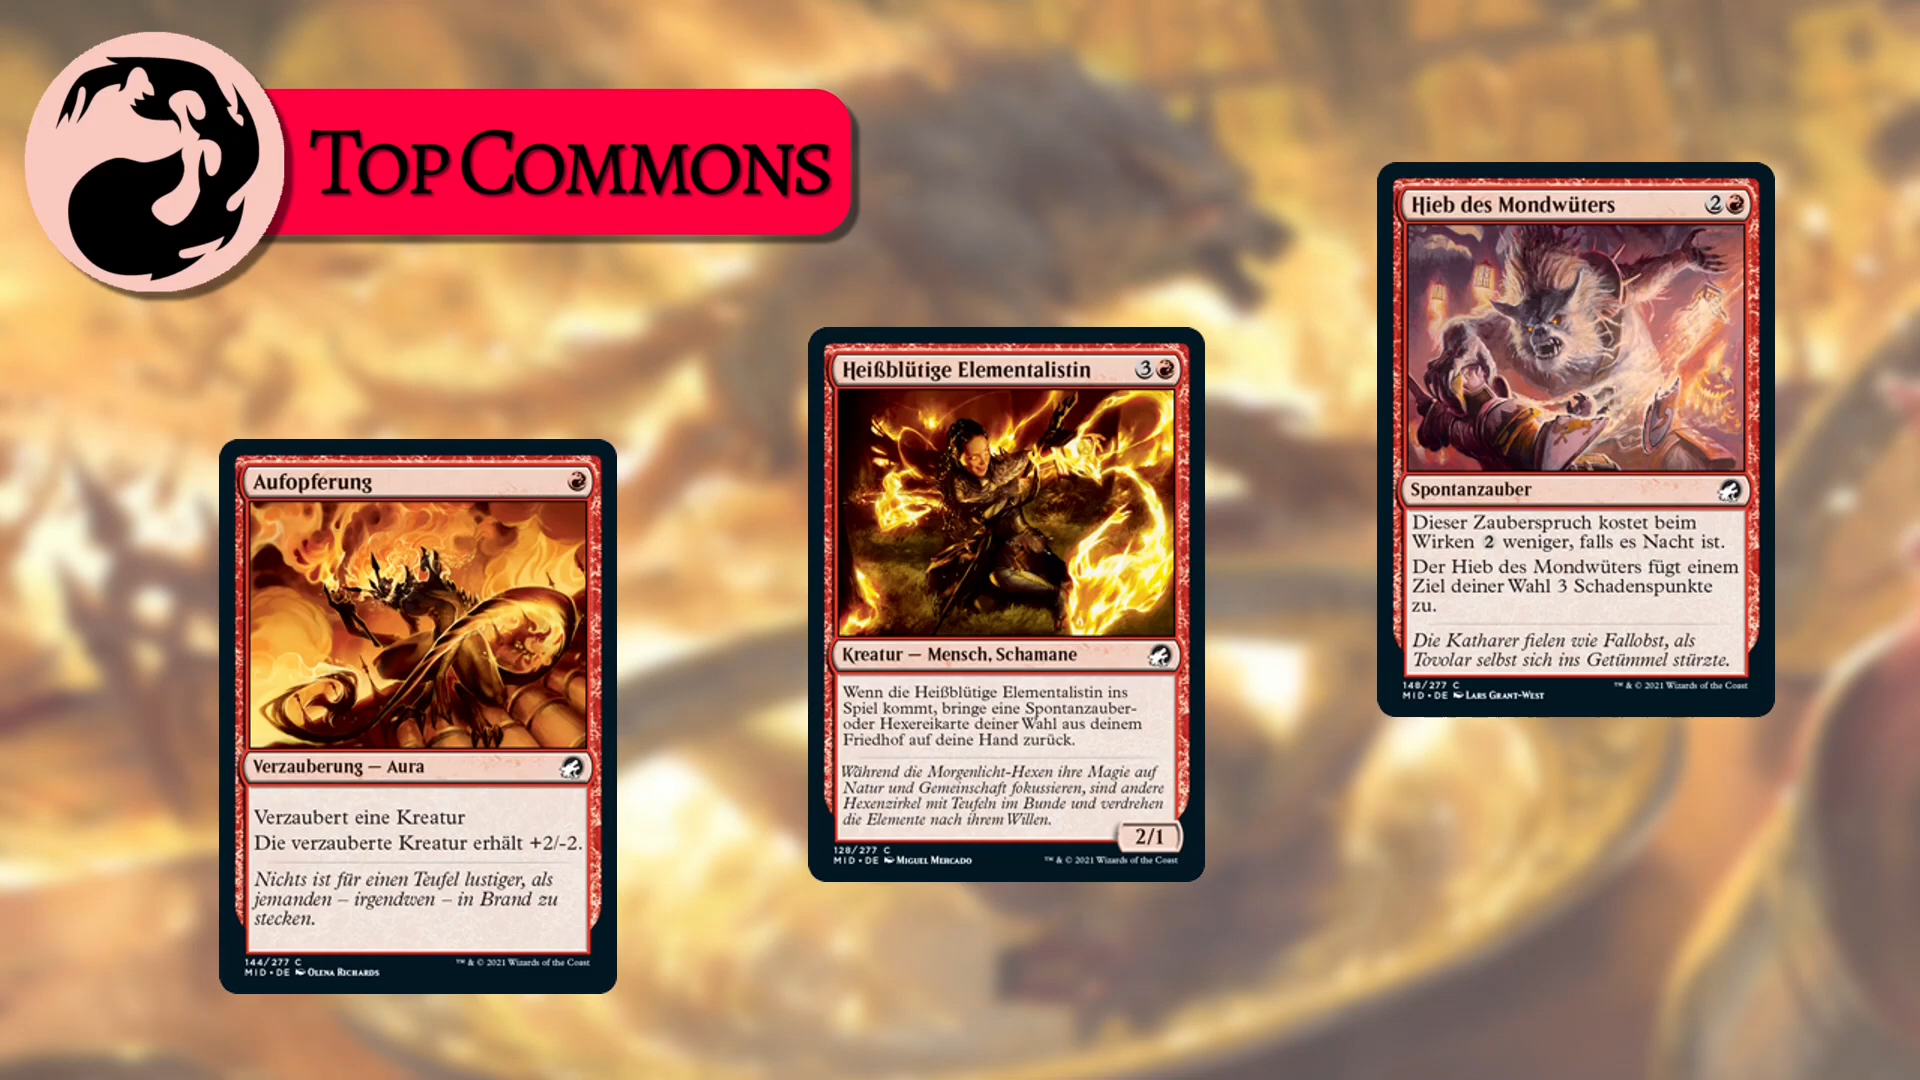 Top Commons
Aufopferung
Verzauberung — Aura
Verzaubert eine Kreatur
Die verzauberte Kreatur erhält +2/-2.
Nichts ist für einen Teufel lustiger, als
jemanden – irgendwen – in Brand zu
stecken.
144/277 C
MID • DE OLENA RICHARDS
™ & © 2021 Wizards of the Coast
Heißblütige Elementalistin 3
Kreatur — Mensch, Schamane
Wenn die Heißblütige Elementalistin ins
Spiel kommt, bringe eine Spontanzauber-
oder Hexereikarte deiner Wahl aus deinem
Friedhof auf deine Hand zurück.
Während die Morgenlicht-Hexen ihre Magie auf
Natur und Gemeinschaft fokussieren, sind andere
Hexenzirkel mit Teufeln im Bunde und verdrehen
die Elemente nach ihrem Willen.
2/1
128/277 C
MID • DE MIGUEL MERCADO
™ & © 2021 Wizards of the Coast
Hieb des Mondwüters 2
Spontanzauber
Dieser Zauberspruch kostet beim
Wirken 2 weniger, falls es Nacht ist.
Der Hieb des Mondwüters fügt einem
Ziel deiner Wahl 3 Schadenspunkte
zu.
Die Katharer fielen wie Fallobst, als
Tovolar selbst sich ins Getümmel stürzte.
148/277 C
MID • DE LARS GRANT-WEST
™ & © 2021 Wizards of the Coast